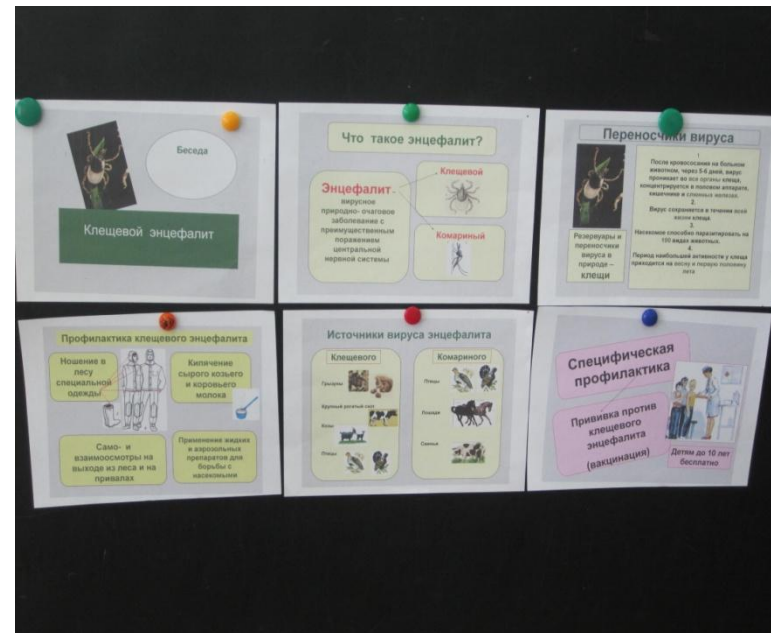 Беседа
Клещевой энцефалит
Что такое энцефалит?
Энцефалит -
вирусное
природно- очаговое
заболевание с
преимущественным
поражением
центральной
нервной системы
Клещевой
Комариный
Переносчики вируса
1
После кровососания на больном
животном, через 5-6 дней, вирус
проникает во все органы клеща,
концентрируется в половом аппарате,
кишечнике и слюнных железах.
2.
Вирус сохраняется в течении всей
жизни клеща
3.
Насекомое способно паразитировать на
100 видах животных.
4.
Период наибольшей активности у клеща
приходится на весну и первую половину
лета
Резервуары и
переносчики
вируса в
природе –
клещи
Профилактика клещевого энцефалита
Ношение в
лесу
специальной
одежды
Кипячение
сырого козьего
и коровьего
молока
Само- и
взаимоосмотры на
выходе из леса и на
привалах
Применение жидких
и аэрозольных
препаратов для
борьбы с
насекомыми
Источники вируса энцефалита
Клещевого
Грызуны
Крупный рогатый скот
Козы
Птицы
Комариного
Птицы
Лошади
Свиньи
Специфическая
профилактика
Прививка против
клещевого
энцефалита
(вакцинация)
Детям до 16 лет
бесплатно